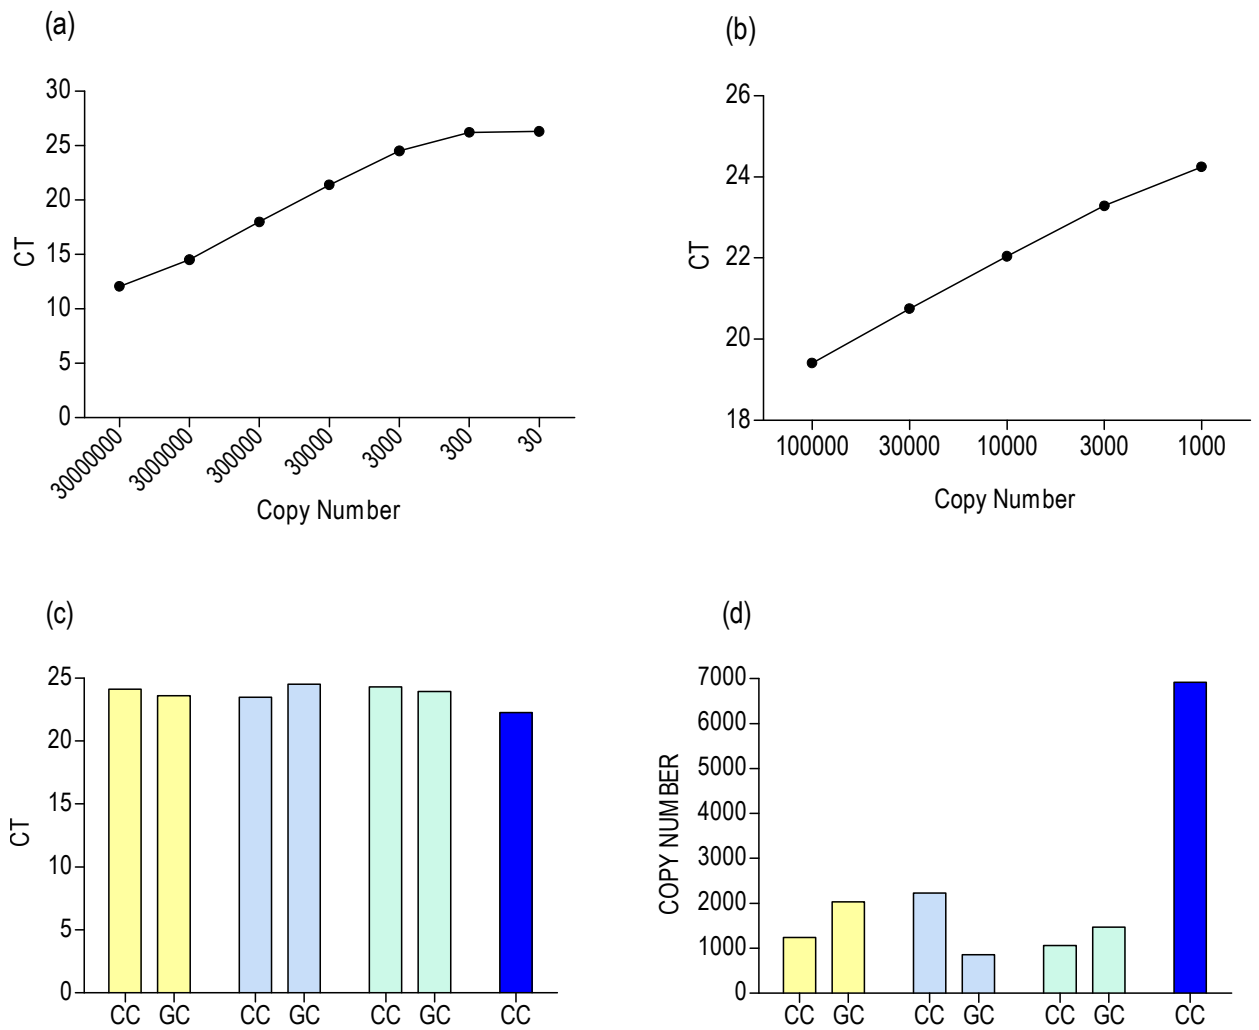 (a)
30
25
20
15
10
5
0
CT
30000000
3000000
300000
30000
3000
300
30
Copy Number
(b)
26
24
22
20
18
CT
100000 30000 10000 3000 1000
Copy Number
(c)
25
20
15
10
5
0
CT
CC GC CC GC CC GC CC
(d)
7000
6000
5000
4000
3000
2000
1000
0
COPY NUMBER
CC GC CC GC CC GC CC